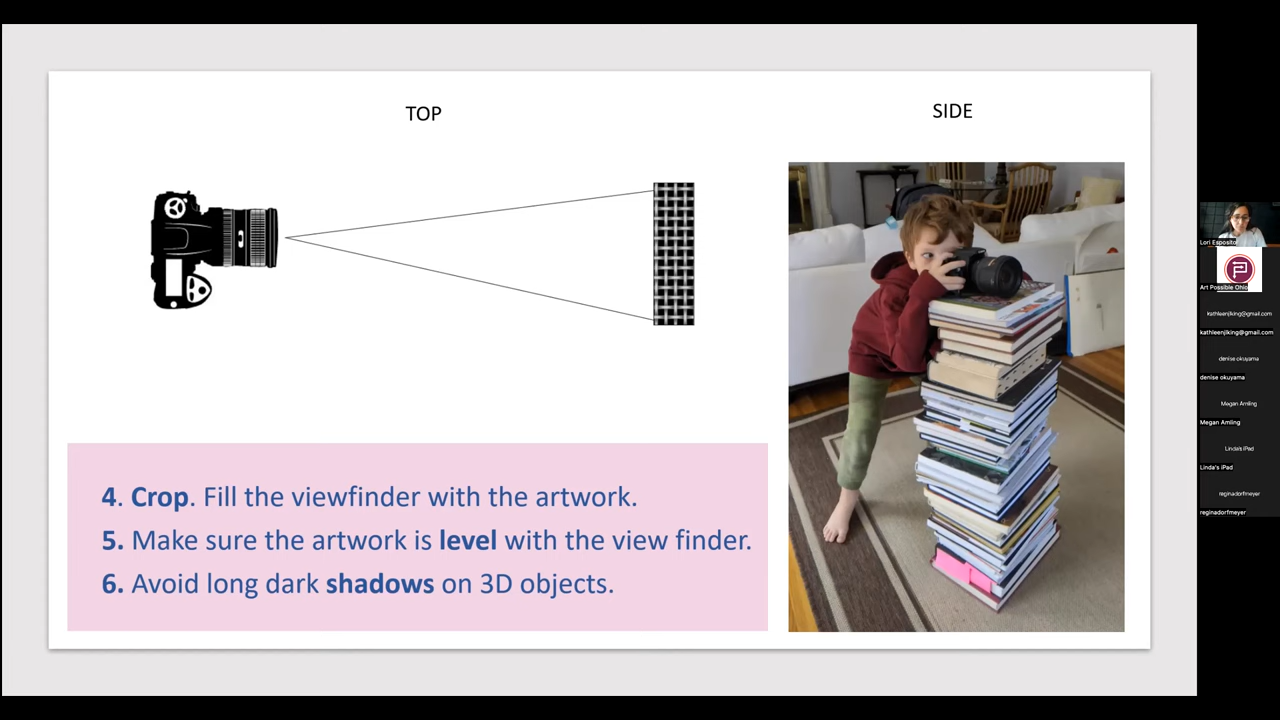 TOP
SIDE
4. Crop. Fill the viewfinder with the artwork.
5. Make sure the artwork is level with the view finder.
6. Avoid long dark shadows on 3D objects.
Lori Esposito
Art Possible Ohio
kathleenjlking@gmail.com
kathleenjlking@gmail.com
denise okuyama
denise okuyama
Megan Amling
Megan Amling
Linda's iPad
Linda's iPad
reginadorfmeyer
reginadorfmeyer